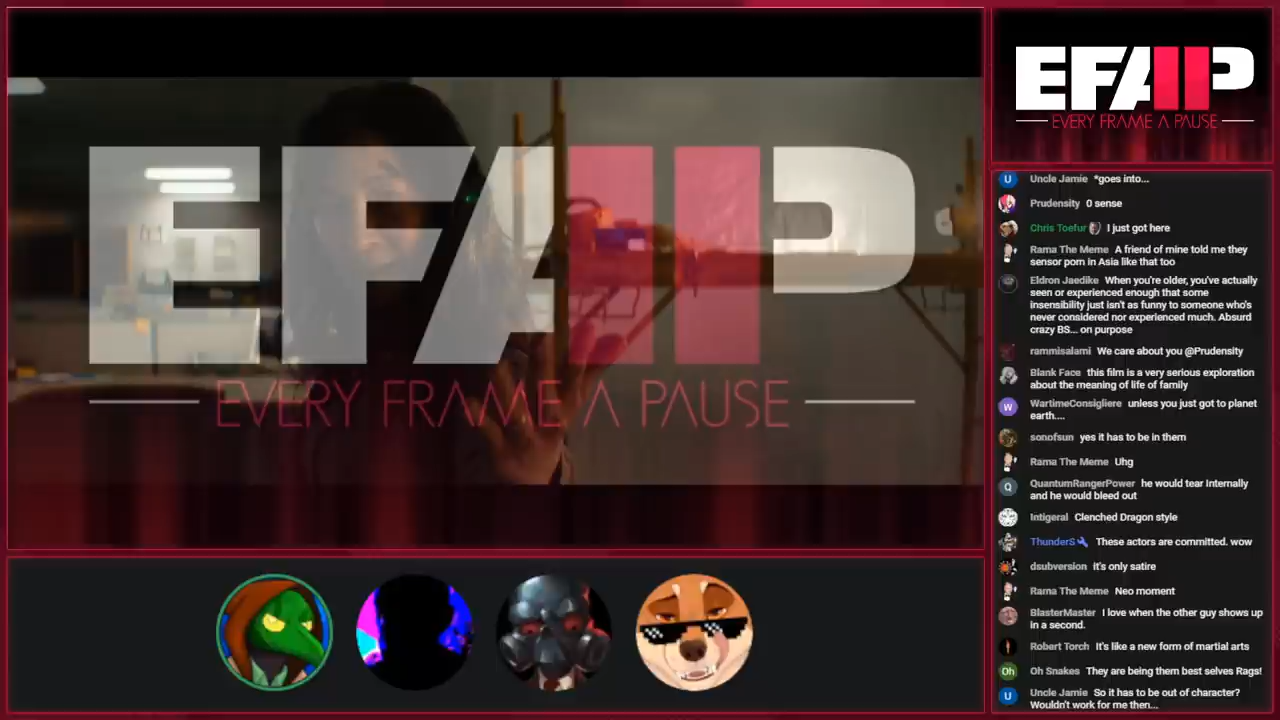 EFAP
EVERY FRAME A PAUSE
EFAP
EVERY FRAME A PAUSE
U Uncle Jamie *goes into...
Prudensity 0 sense
Chris Toefur I just got here
Rama The Meme A friend of mine told me they
sensor porn in Asia like that too
Eldron Jaedike When you're older, you've actually
seen or experienced enough that some
insensibility just isn't as funny to someone who's
never considered nor experienced much. Absurd
crazy BS... on purpose
rammisalami We care about you @Prudensity
Blank Face this film is a very serious exploration
about the meaning of life of family
W WartimeConsigliere unless you just got to planet
earth....
sonofsun yes it has to be in them
Rama The Meme Uhg
Q QuantumRangerPower he would tear Internally
and he would bleed out
Intigeral Clenched Dragon style
ThunderS These actors are committed. wow
dsubversion it's only satire
Rama The Meme Neo moment
BlasterMaster I love when the other guy shows up
in a second.
Robert Torch It's like a new form of martial arts
Oh Oh Snakes They are being them best selves Rags!
U Uncle Jamie So it has to be out of character?
Wouldn't work for me then...